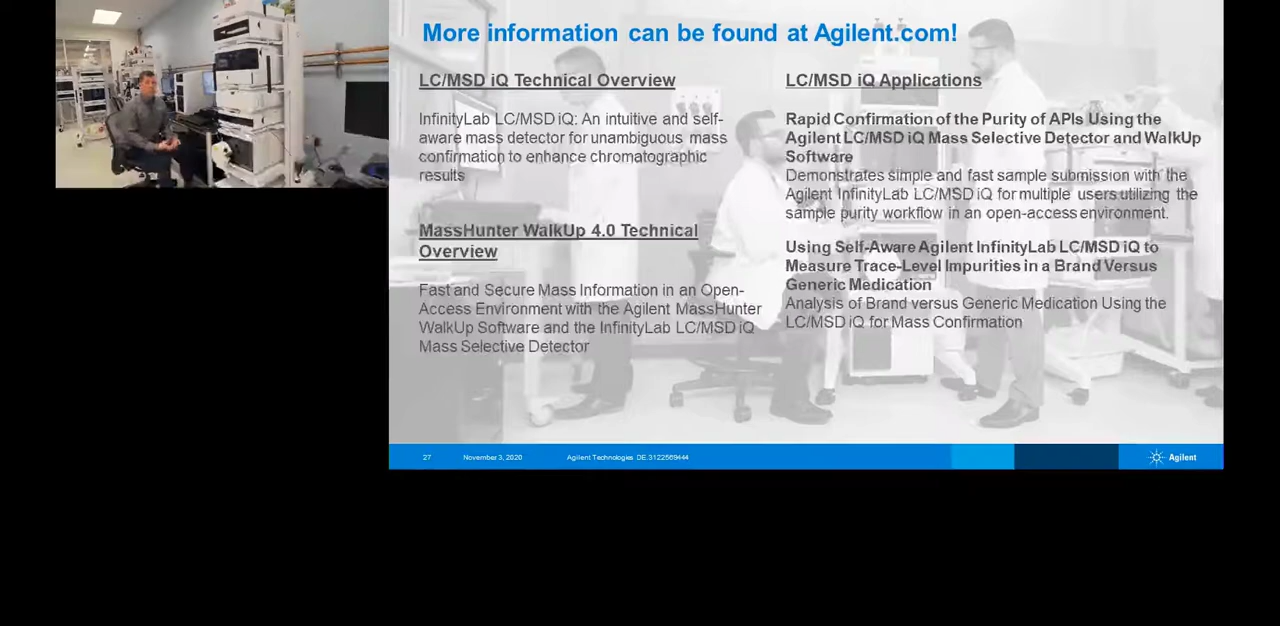 More information can be found at Agilent.com!
LC/MSD iQ Technical Overview
InfinityLab LC/MSD iQ: An intuitive and self-
aware mass detector for unambiguous mass
confirmation to enhance chromatographic
results
MassHunter WalkUp 4.0 Technical
Overview
Fast and Secure Mass Information in an Open-
Access Environment with the Agilent MassHunter
WalkUp Software and the InfinityLab LC/MSD iQ
Mass Selective Detector
LC/MSD iQ Applications
Rapid Confirmation of the Purity of APIs Using the
Agilent LC/MSD iQ Mass Selective Detector and WalkUp
Software
Demonstrates simple and fast sample submission with the
Agilent InfinityLab LC/MSD iQ for multiple users utilizing the
sample purity workflow in an open-access environment.
Using Self-Aware Agilent InfinityLab LC/MSD iQ to
Measure Trace-Level Impurities in a Brand Versus
Generic Medication
Analysis of Brand versus Generic Medication Using the
LC/MSD iQ for Mass Confirmation
27 November 3, 2020 Agilent Technologies DE.3122569444
Agilent